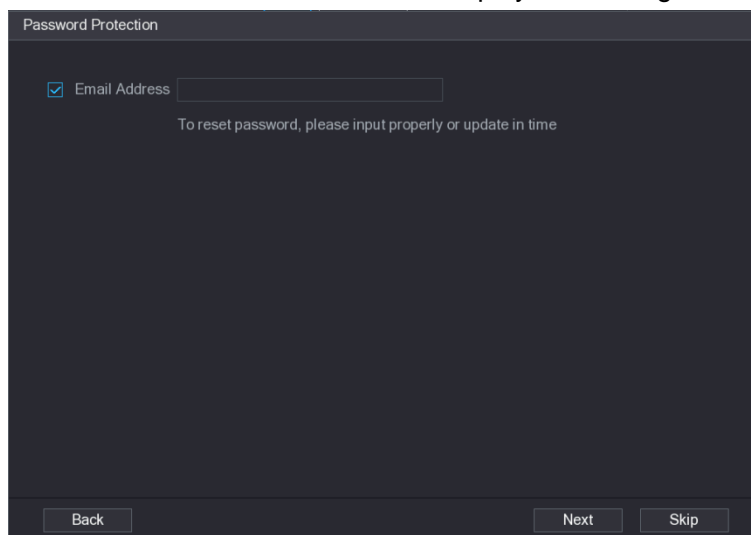 Password Protection
Email Address
To reset password, please input properly or update in time
Back
Next
Skip